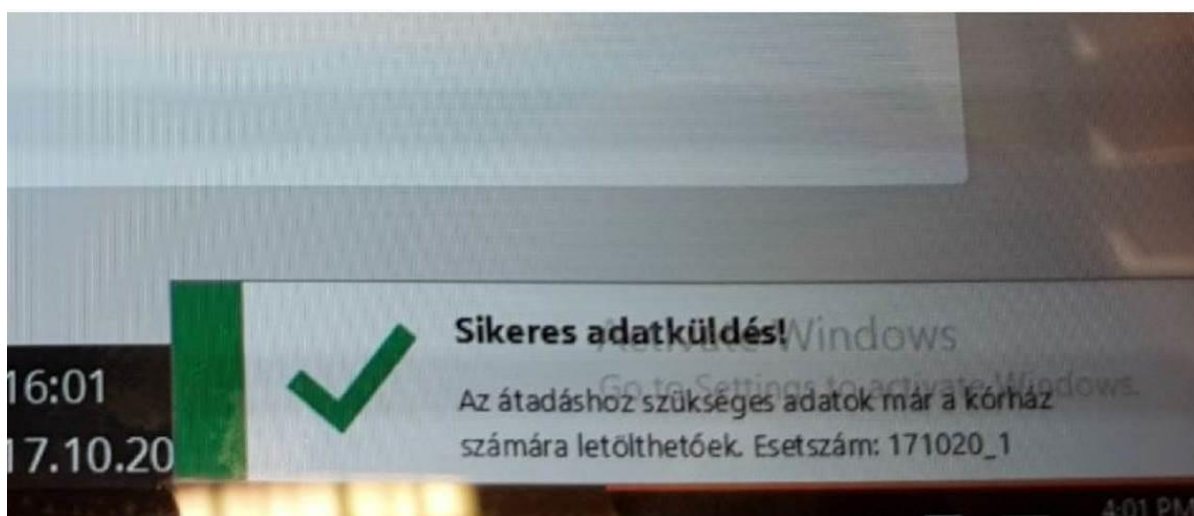 Sikeres adatküldés!
Activate Windows
Az átadáshoz szükséges adatok már a kórház
Go to Settings to activate Windows.
számára letölthetőek. Esetszám: 171020_1
16:01
17.10.20
4:01 PM